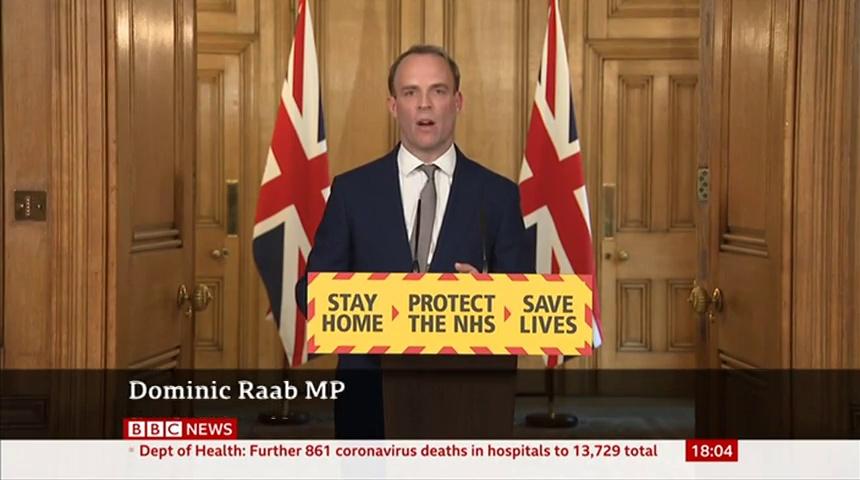 STAY
HOME
PROTECT
THE NHS
SAVE
LIVES
Dominic Raab MP
BBC NEWS
Dept of Health: Further 861 coronavirus deaths in hospitals to 13,729 total
18:04